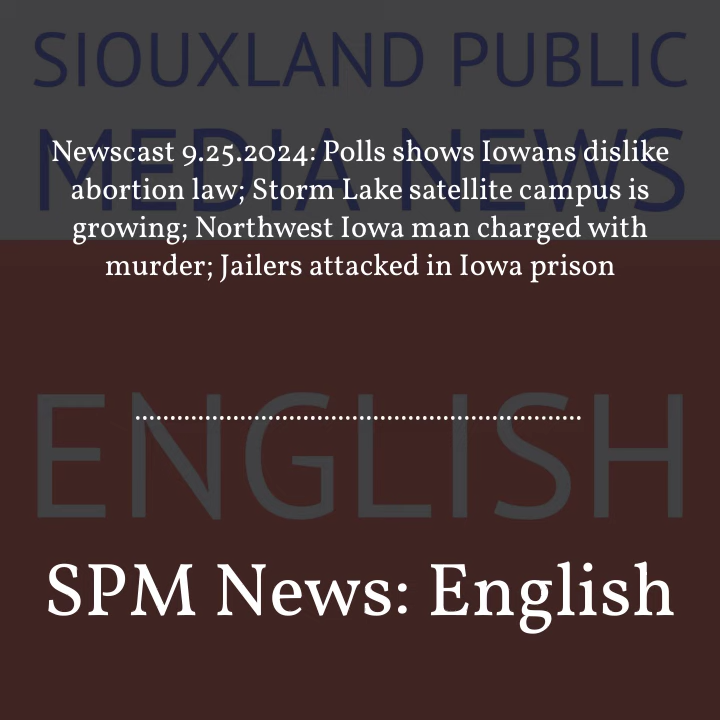 SIOUXLAND PUBLIC
MEDIA NEWS
Newscast 9.25.2024: Polls shows Iowans dislike
abortion law; Storm Lake satellite campus is
growing; Northwest Iowa man charged with
murder; Jailers attacked in Iowa prison
ENGLISH
SPM News: English